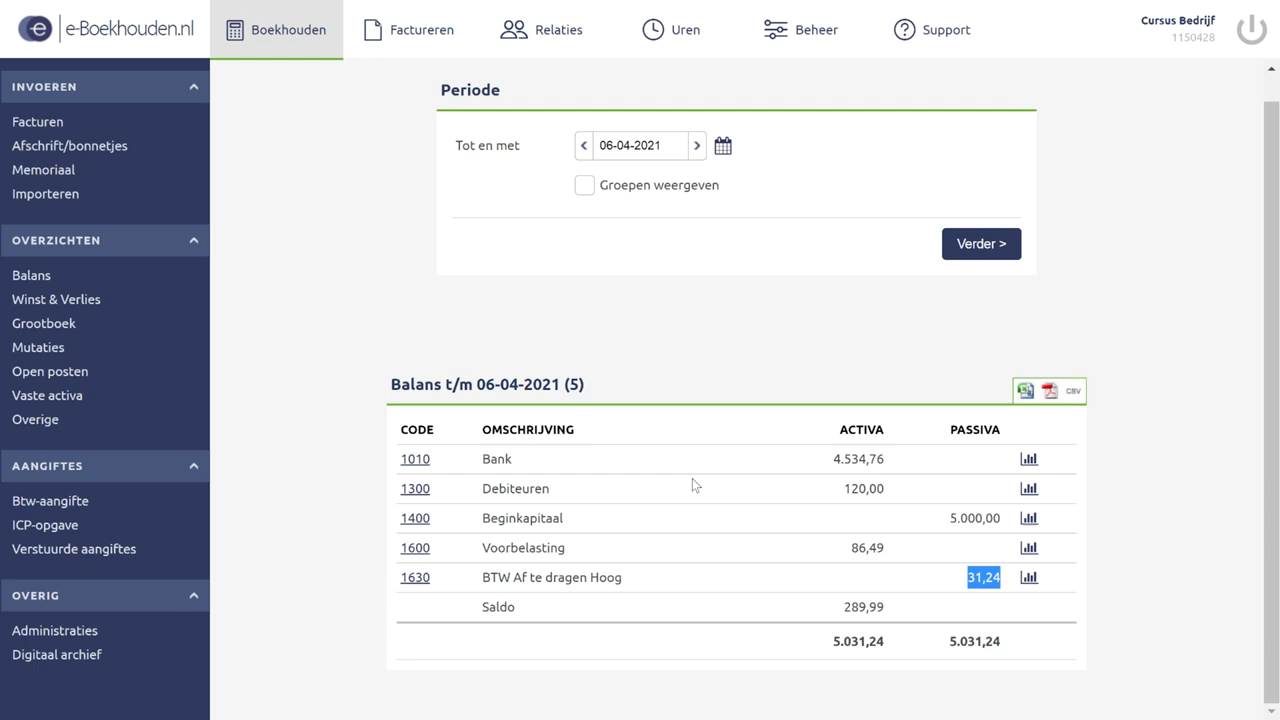 e e-Boekhouden.nl
Boekhouden
Factureren
Relaties
Uren
Beheer
Support
Cursus Bedrijf
1150428
INVOEREN
Facturen
Afschrift/bonnetjes
Memoriaal
Importeren
OVERZICHTEN
Balans
Winst & Verlies
Grootboek
Mutaties
Open posten
Vaste activa
Overige
AANGIFTES
Btw-aangifte
ICP-opgave
Verstuurde aangiftes
OVERIG
Administraties
Digitaal archief
Periode
Tot en met < 06-04-2021 >
Groepen weergeven
Verder >
Balans t/m 06-04-2021 (5)
CSV
CODE OMSCHRIJVING ACTIVA PASSIVA
1010 Bank 4.534,76
1300 Debiteuren 120,00
1400 Beginkapitaal 5.000,00
1600 Voorbelasting 86,49
1630 BTW Af te dragen Hoog 31,24
Saldo 289,99
5.031,24 5.031,24